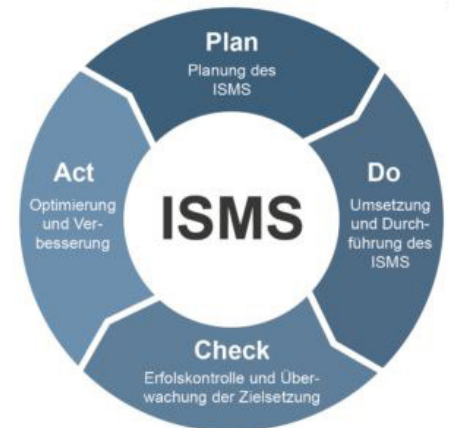 Plan
Planung des
ISMS
Do
Umsetzung
und Durch-
führung des
ISMS
Check
Erfolskontrolle und Über-
wachung der Zielsetzung
Act
Optimierung
und Ver-
besserung
ISMS